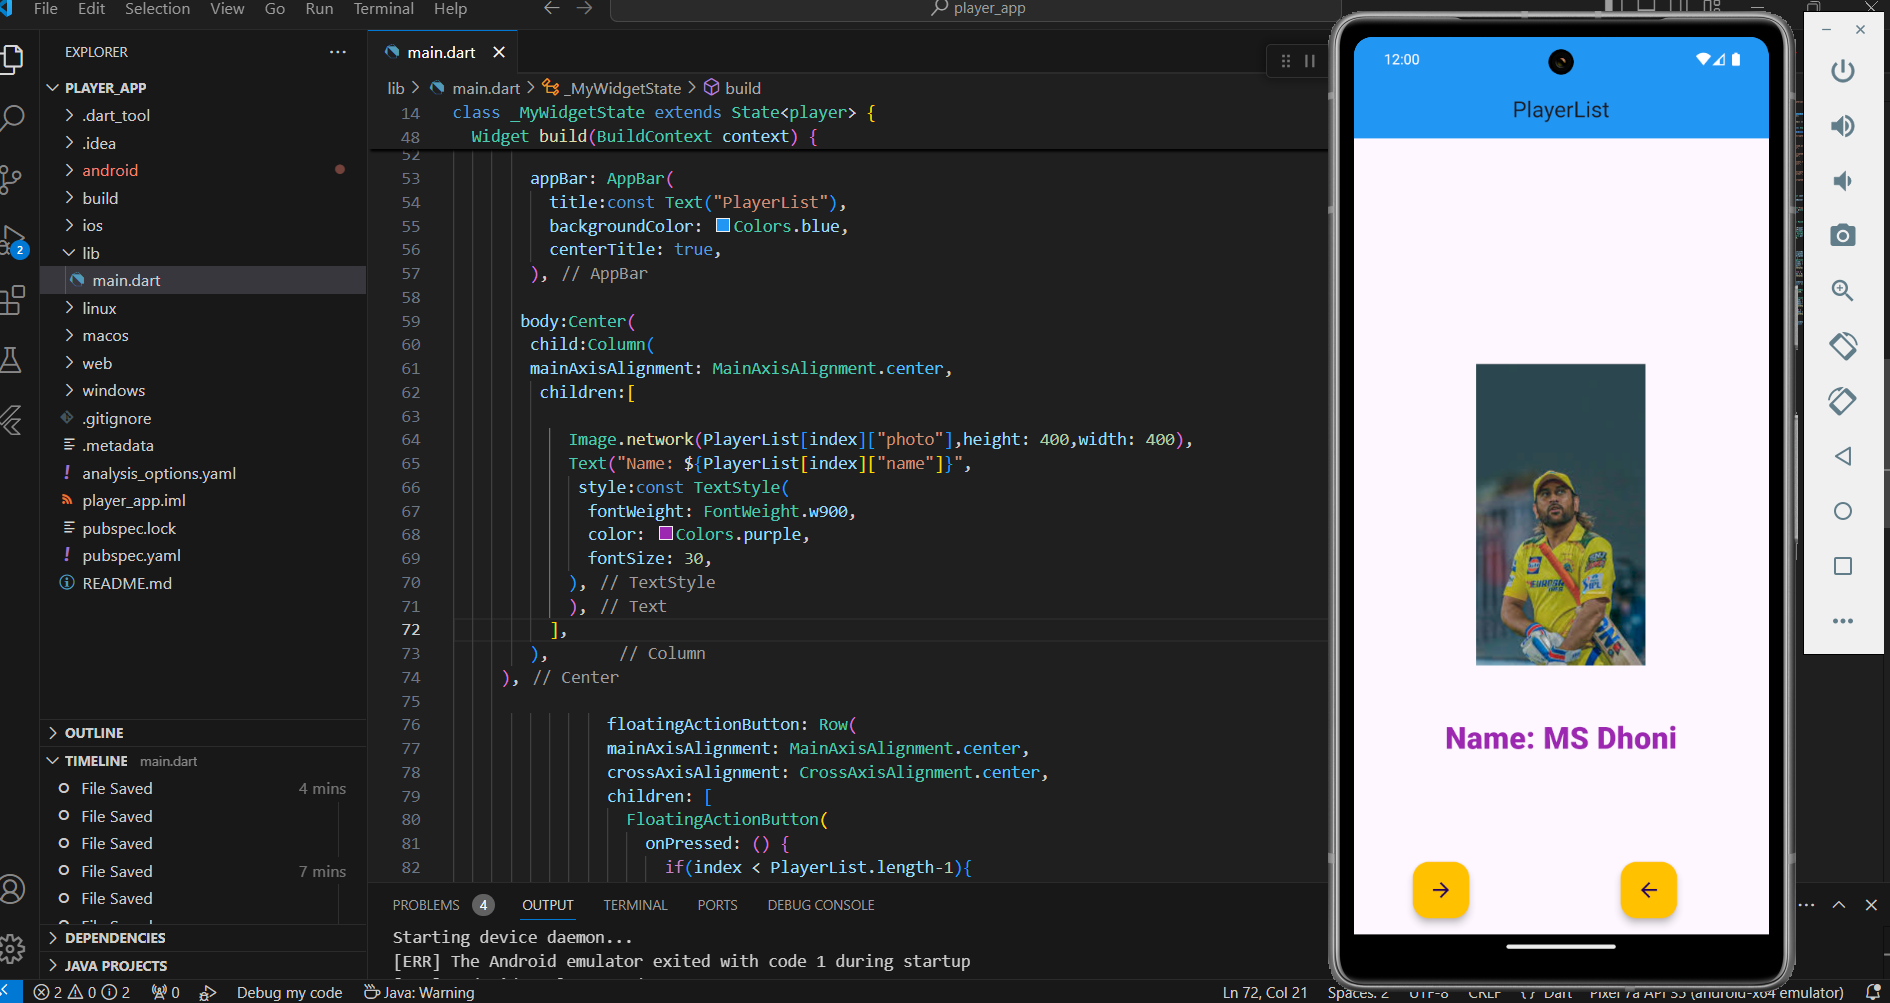 File Edit Selection View Go Run Terminal Help
player_app
EXPLORER
PLAYER_APP
.dart_tool
.idea
android
build
ios
lib
main.dart
linux
macos
web
windows
.gitignore
.metadata
analysis_options.yaml
player_app.iml
pubspec.lock
pubspec.yaml
README.md
OUTLINE
TIMELINE main.dart
File Saved 4 mins
File Saved
File Saved
File Saved 7 mins
File Saved
DEPENDENCIES
JAVA PROJECTS
2
main.dart
lib > main.dart > _MyWidgetState > build
14 class _MyWidgetState extends State<player> {
48 Widget build(BuildContext context) {
52
53 appBar: AppBar(
54 title:const Text("PlayerList"),
55 backgroundColor: Colors.blue,
56 centerTitle: true,
57 ), // AppBar
58
59 body:Center(
60 child:Column(
61 mainAxisAlignment: MainAxisAlignment.center,
62 children:[
63
64 Image.network(PlayerList[index]["photo"],height: 400,width: 400),
65 Text("Name: ${PlayerList[index]["name"]}",
66 style:const TextStyle(
67 fontWeight: FontWeight.w900,
68 color: Colors.purple,
69 fontSize: 30,
70 ), // TextStyle
71 ), // Text
72 ],
73 ), // Column
74 ), // Center
75
76 floatingActionButton: Row(
77 mainAxisAlignment: MainAxisAlignment.center,
78 crossAxisAlignment: CrossAxisAlignment.center,
79 children: [
80 FloatingActionButton(
81 onPressed: () {
82 if(index < PlayerList.length-1){
PROBLEMS 4 OUTPUT TERMINAL PORTS DEBUG CONSOLE
Starting device daemon...
[ERR] The Android emulator exited with code 1 during startup
12:00
PlayerList
Name: MS Dhoni
2 0 2 0 Debug my code Java: Warning
Ln 72, Col 21 Spaces: 2 UTF-8 CRLF {} Dart Pixel 7a API 35 (android-x64 emulator)